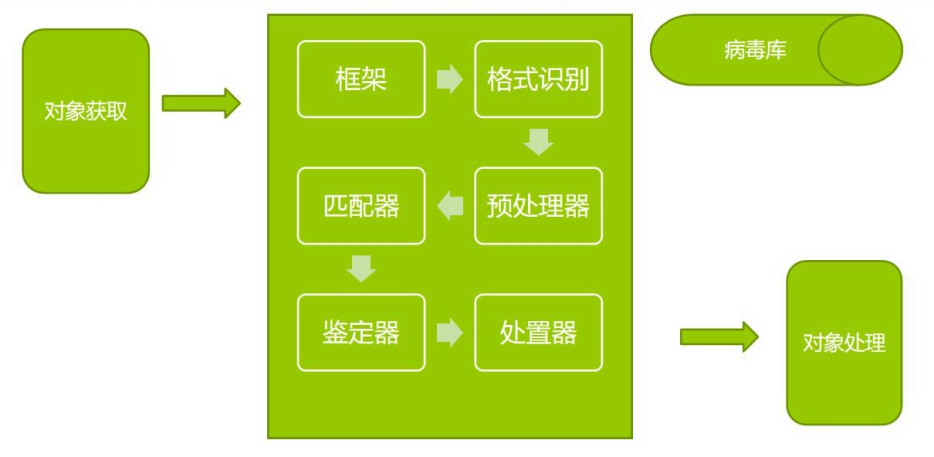 对象获取
框架
格式识别
病毒库
匹配器
预处理器
鉴定器
处置器
对象处理